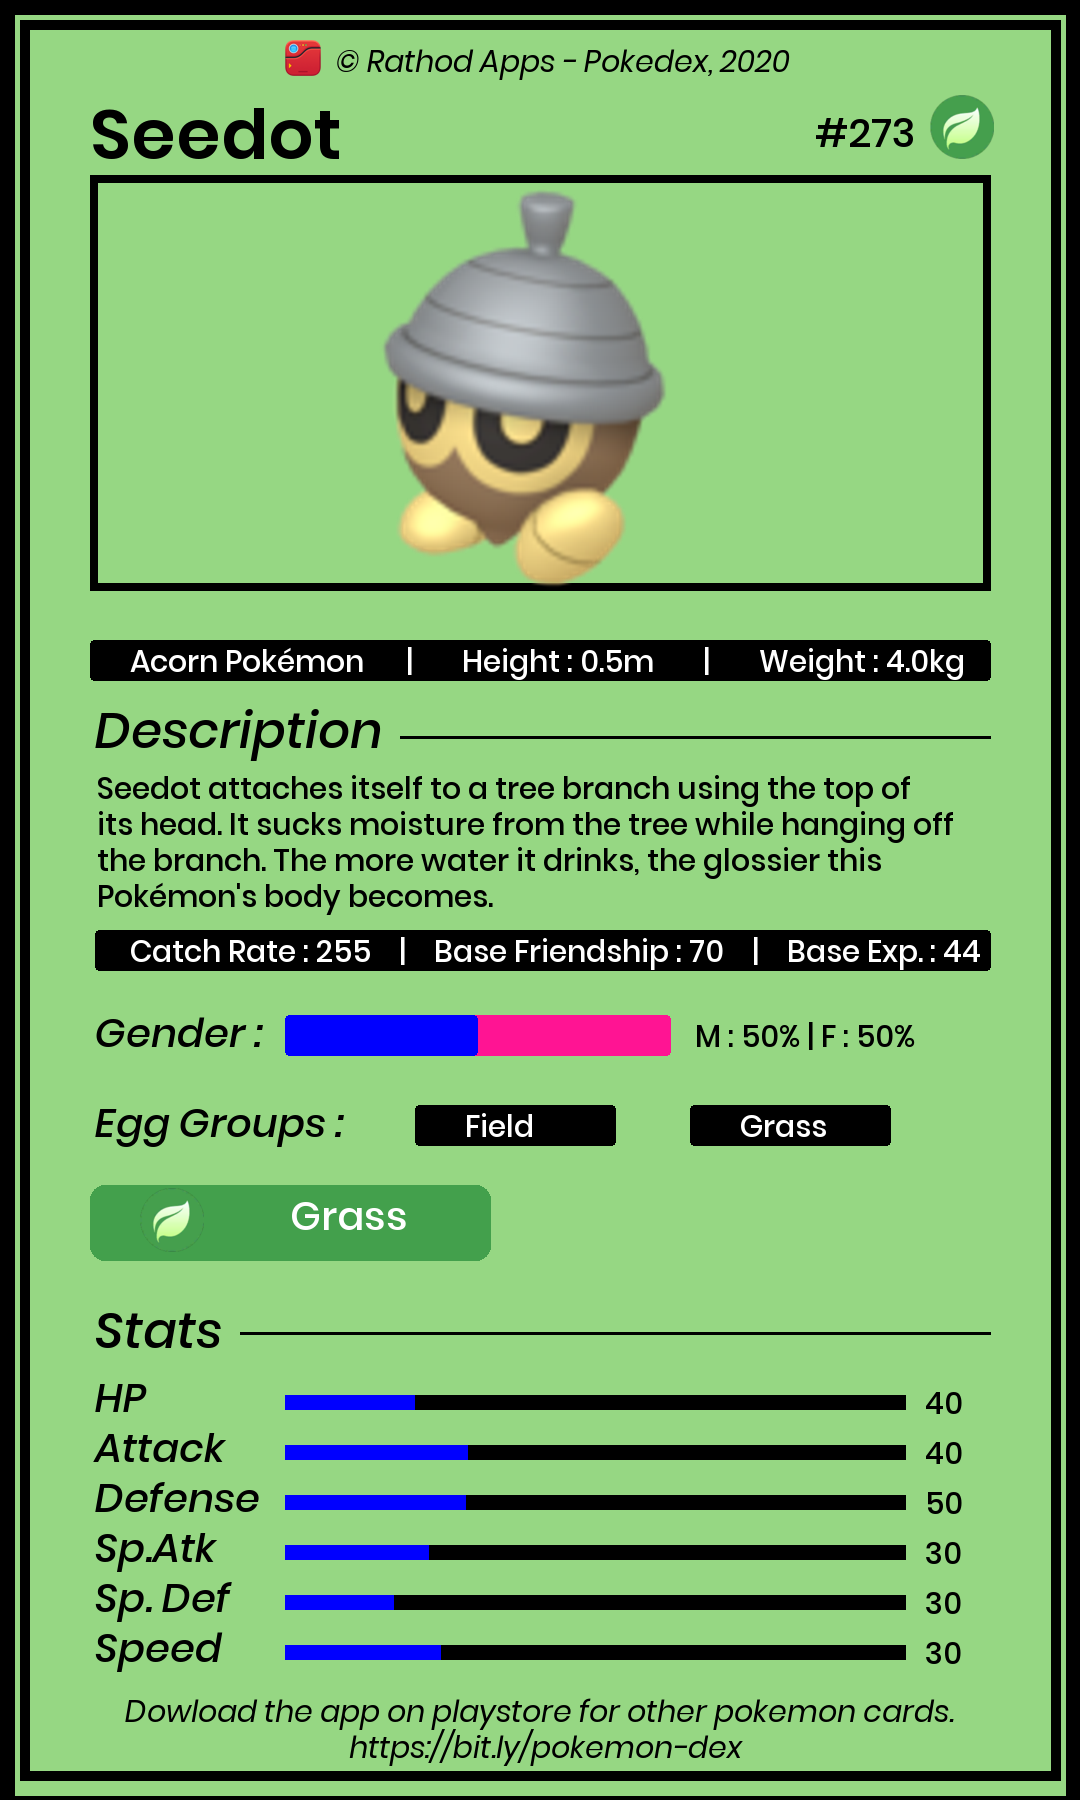 © Rathod Apps - Pokedex, 2020
Seedot #273
Acorn Pokémon | Height : 0.5m | Weight : 4.0kg
Description
Seedot attaches itself to a tree branch using the top of
its head. It sucks moisture from the tree while hanging off
the branch. The more water it drinks, the glossier this
Pokémon's body becomes.
Catch Rate : 255 | Base Friendship : 70 | Base Exp. : 44
Gender : M : 50% | F : 50%
Egg Groups : Field Grass
Grass
Stats
HP 40
Attack 40
Defense 50
Sp.Atk 30
Sp. Def 30
Speed 30
Dowload the app on playstore for other pokemon cards.
https://bit.ly/pokemon-dex